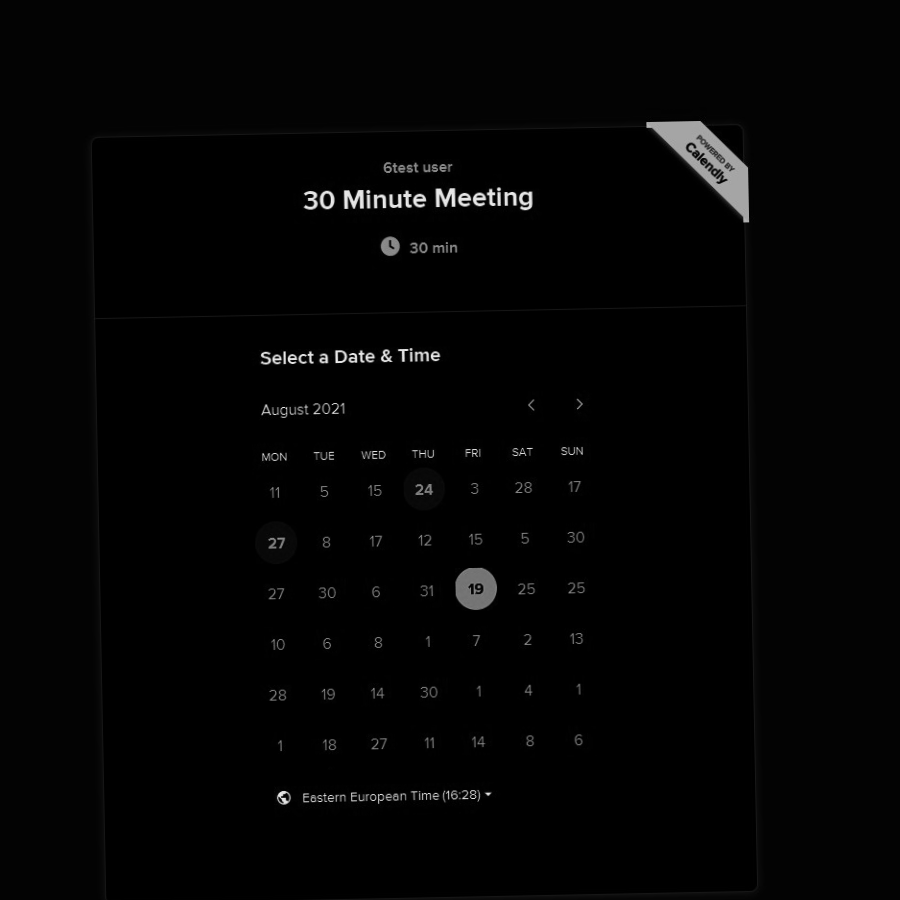 POWERED BY
Calendly
6test user
30 Minute Meeting
30 min
Select a Date & Time
August 2021
MON TUE WED THU FRI SAT SUN
11 5 15 24 3 28 17
27 8 17 12 15 5 30
27 30 6 31 19 25 25
10 6 8 1 7 2 13
28 19 14 30 1 4 1
1 18 27 11 14 8 6
Eastern European Time (16:28)